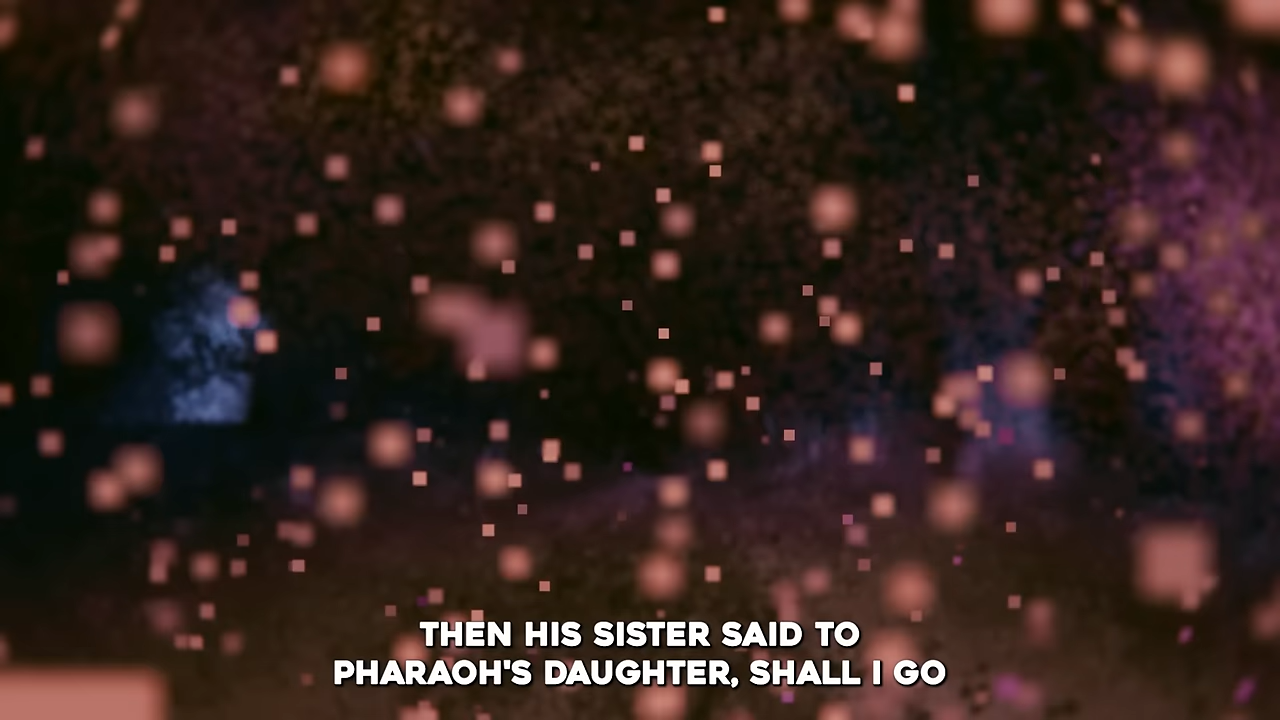 THEN HIS SISTER SAID TO
PHARAOH'S DAUGHTER, SHALL I GO